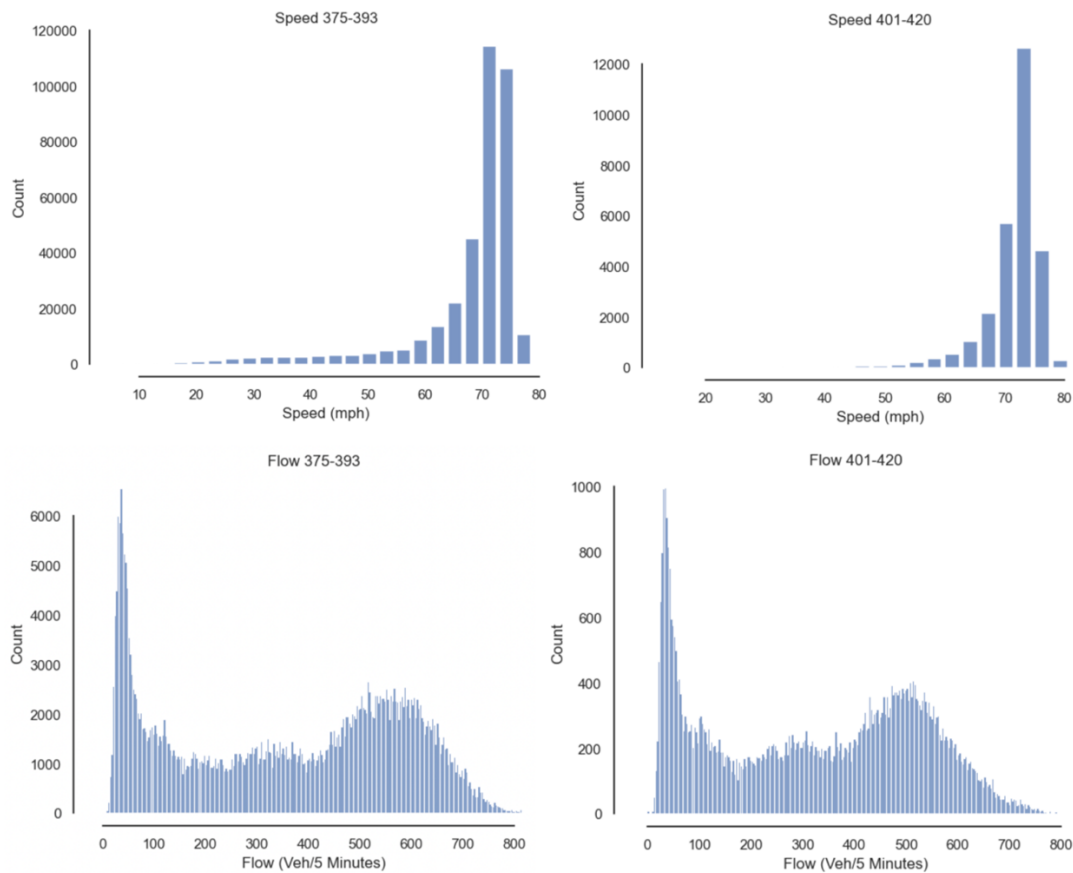 Speed 375-393
120000
100000
80000
60000
40000
20000
0
Count
10 20 30 40 50 60 70 80
Speed (mph)
Speed 401-420
12000
10000
8000
6000
4000
2000
0
Count
20 30 40 50 60 70 80
Speed (mph)
Flow 375-393
6000
5000
4000
3000
2000
1000
0
Count
0 100 200 300 400 500 600 700 800
Flow (Veh/5 Minutes)
Flow 401-420
1000
800
600
400
200
0
Count
0 100 200 300 400 500 600 700 800
Flow (Veh/5 Minutes)